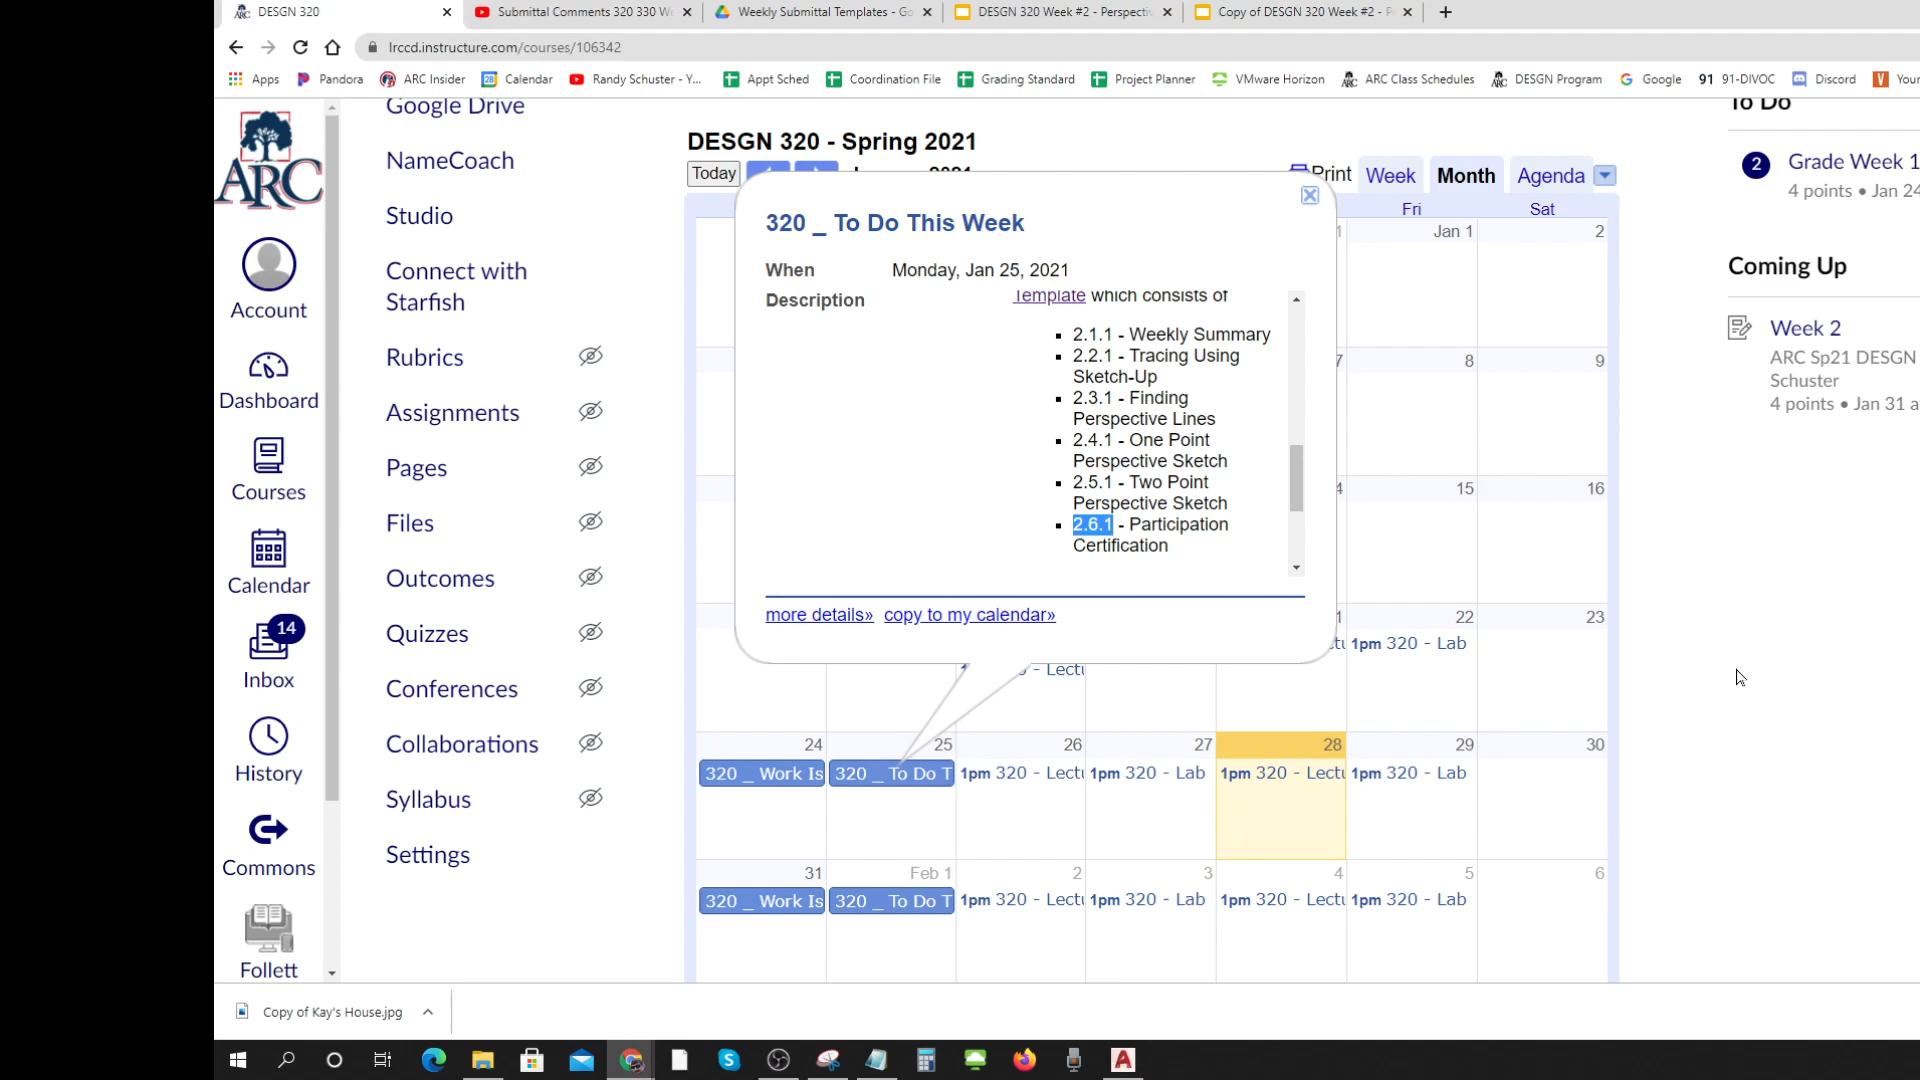 DESGN 320
Submittal Comments 320 330 W
Weekly Submittal Templates - Go
DESGN 320 Week #2 - Perspectiv
Copy of DESGN 320 Week #2 - P
lrccd.instructure.com/courses/106342
Apps
Pandora
ARC Insider
Calendar
Randy Schuster - Y...
Appt Sched
Coordination File
Grading Standard
Project Planner
VMware Horizon
ARC Class Schedules
DESGN Program
Google
91 91-DIVOC
Discord
Your
ARC
Account
Dashboard
Courses
Calendar
14
Inbox
History
Commons
Follett
Google Drive
NameCoach
Studio
Connect with
Starfish
Rubrics
Assignments
Pages
Files
Outcomes
Quizzes
Conferences
Collaborations
Syllabus
Settings
DESGN 320 - Spring 2021
Today
Print Week Month Agenda
Fri Sat
Jan 1 2
320 _ To Do This Week
When Monday, Jan 25, 2021
Description
Template which consists of
2.1.1 - Weekly Summary
2.2.1 - Tracing Using
Sketch-Up
2.3.1 - Finding
Perspective Lines
2.4.1 - One Point
Perspective Sketch
2.5.1 - Two Point
Perspective Sketch
2.6.1 - Participation
Certification
more details» copy to my calendar»
8 9
15 16
22 23
1pm 320 - Lab
24 25 26 27 28 29 30
320 _ Work Is 320 _ To Do T 1pm 320 - Lectu 1pm 320 - Lab 1pm 320 - Lectu 1pm 320 - Lab
31 Feb 1 2 3 4 5 6
320 _ Work Is 320 _ To Do T 1pm 320 - Lectu 1pm 320 - Lab 1pm 320 - Lectu 1pm 320 - Lab
To Do
2 Grade Week 1
4 points • Jan 24
Coming Up
Week 2
ARC Sp21 DESGN
Schuster
4 points • Jan 31 a
Copy of Kay's House.jpg